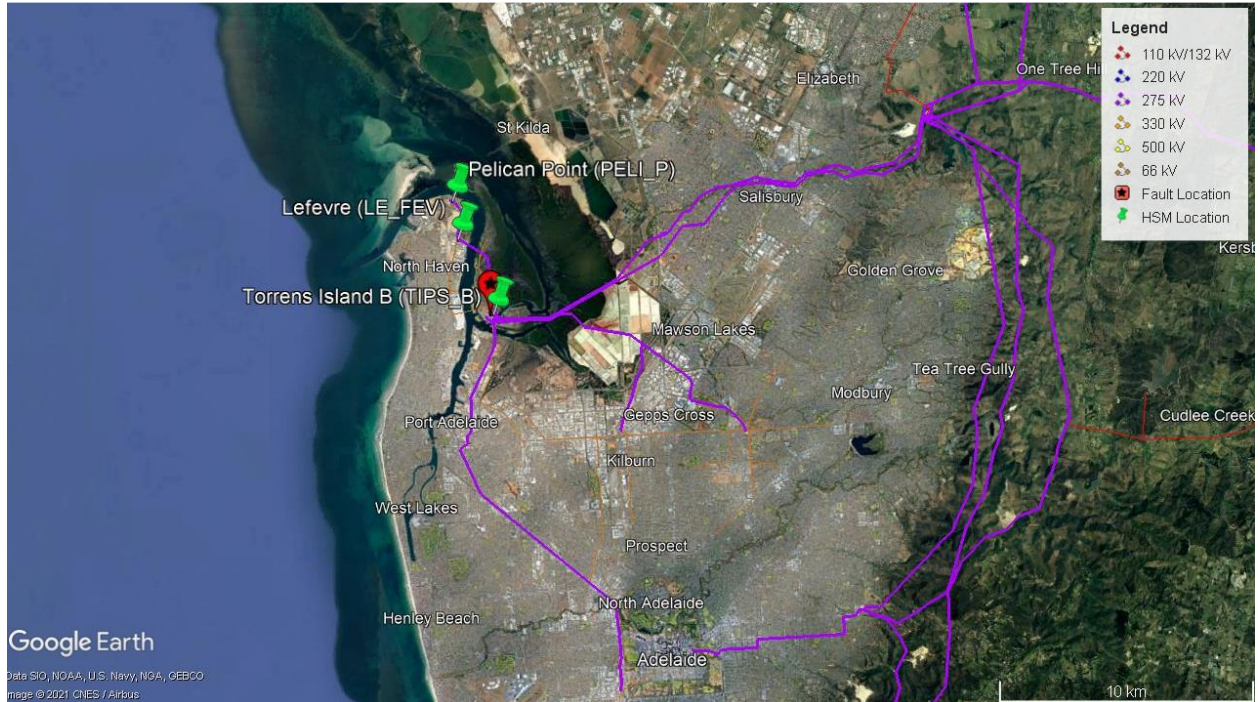 Legend
110 kV/132 kV
220 kV
275 kV
330 kV
500 kV
66 kV
Fault Location
HSM Location
One Tree Hi
Elizabeth
St Kilda
Pelican Point (PELI_P)
Salisbury
Lefevre (LE_FEV)
Kersb
North Haven
Golden Grove
Torrens Island B (TIPS_B)
Mawson Lakes
Tea Tree Gully
Modbury
Gepps Cross
Cudlee Creek
Port Adelaide
Kilburn
West Lakes
Prospect
North Adelaide
Henley Beach
Google Earth
Adelaide
Data SIO, NOAA, U.S. Navy, NGA, GEBCO
mage © 2021 CNES / Airbus
10 km